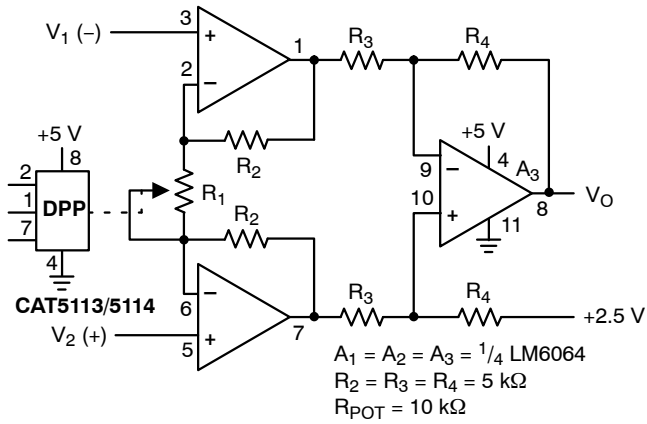 V1 (–)
3
+
1
2
–
R3
R4
+5 V
8
2
1
7
DPP
4
CAT5113/5114
R2
R1
R2
+5 V
4
A3
9
–
10
+
8
11
VO
6
–
5
+
7
V2 (+)
R3
R4
+2.5 V
A1 = A2 = A3 = 1/4 LM6064
R2 = R3 = R4 = 5 kΩ
RPOT = 10 kΩ